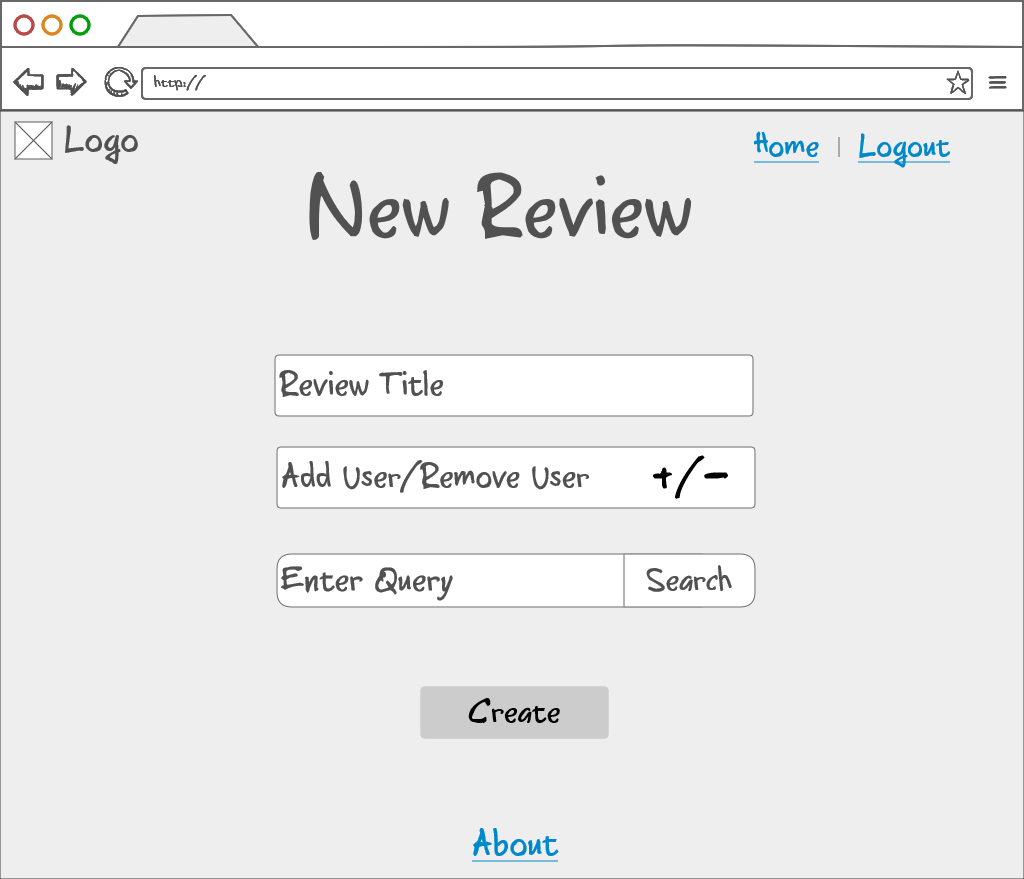 http://
Logo
Home | Logout
New Review
Review Title
Add User/Remove User +/-
Enter Query Search
Create
About